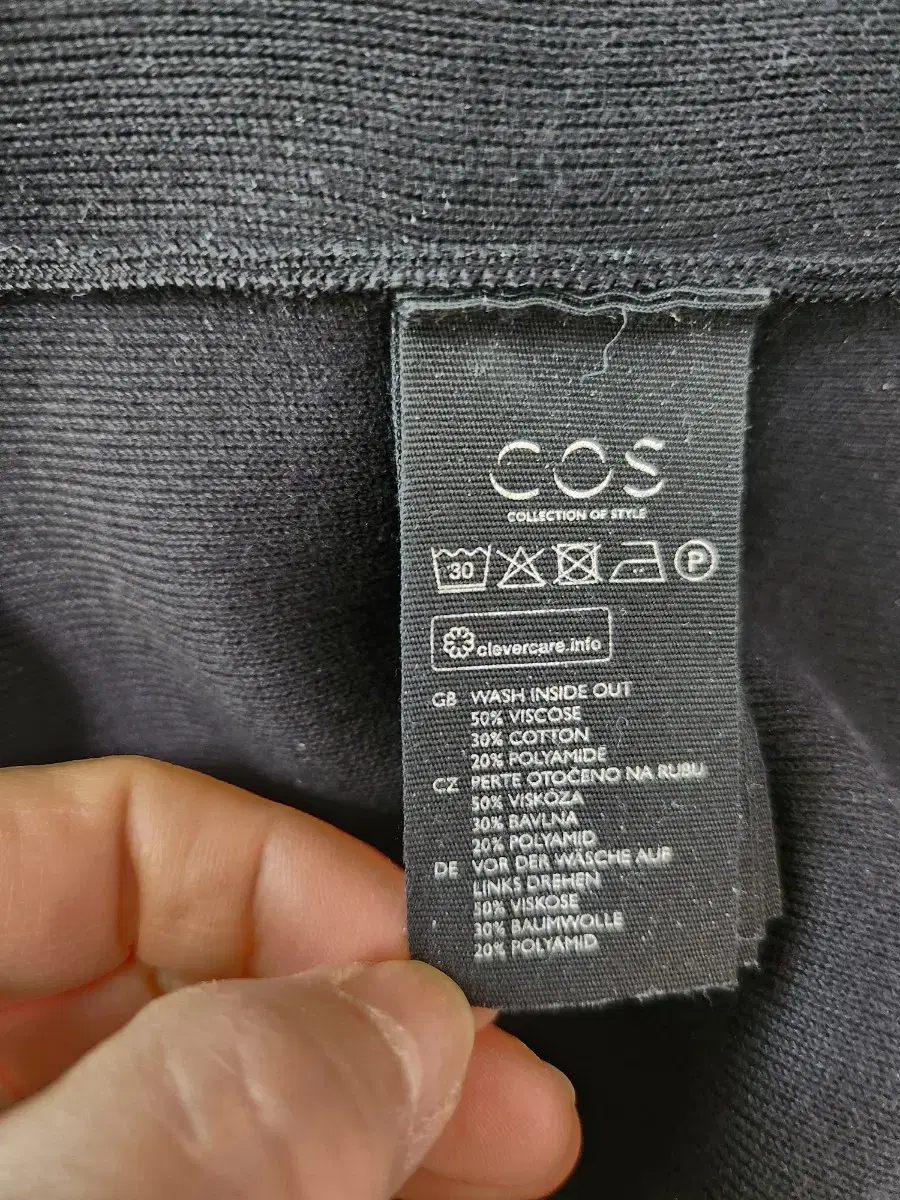 COS
COLLECTION OF STYLE
30 P
clevercare.info
GB WASH INSIDE OUT
50% VISCOSE
30% COTTON
20% POLYAMIDE
CZ PERTE OTOČENO NA RUBU
50% VISKÓZA
30% BAVLNA
20% POLYAMID
DE VOR DER WÄSCHE AUF
LINKS DREHEN
50% VISKOSE
30% BAUMWOLLE
20% POLYAMID